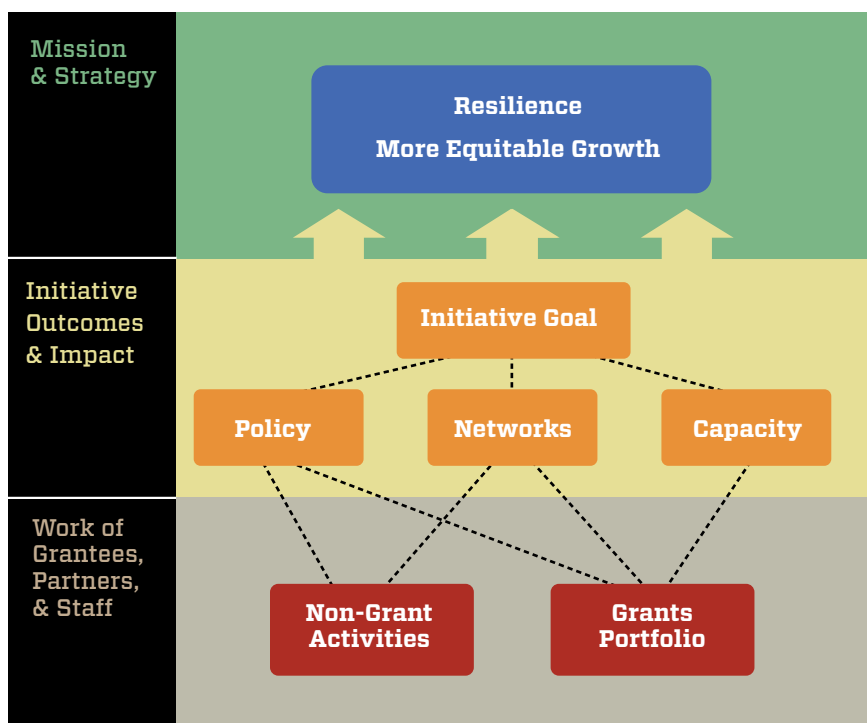 Mission
& Strategy
Resilience
More Equitable Growth
Initiative
Outcomes
& Impact
Initiative Goal
Policy
Networks
Capacity
Work of
Grantees,
Partners,
& Staff
Non-Grant
Activities
Grants
Portfolio